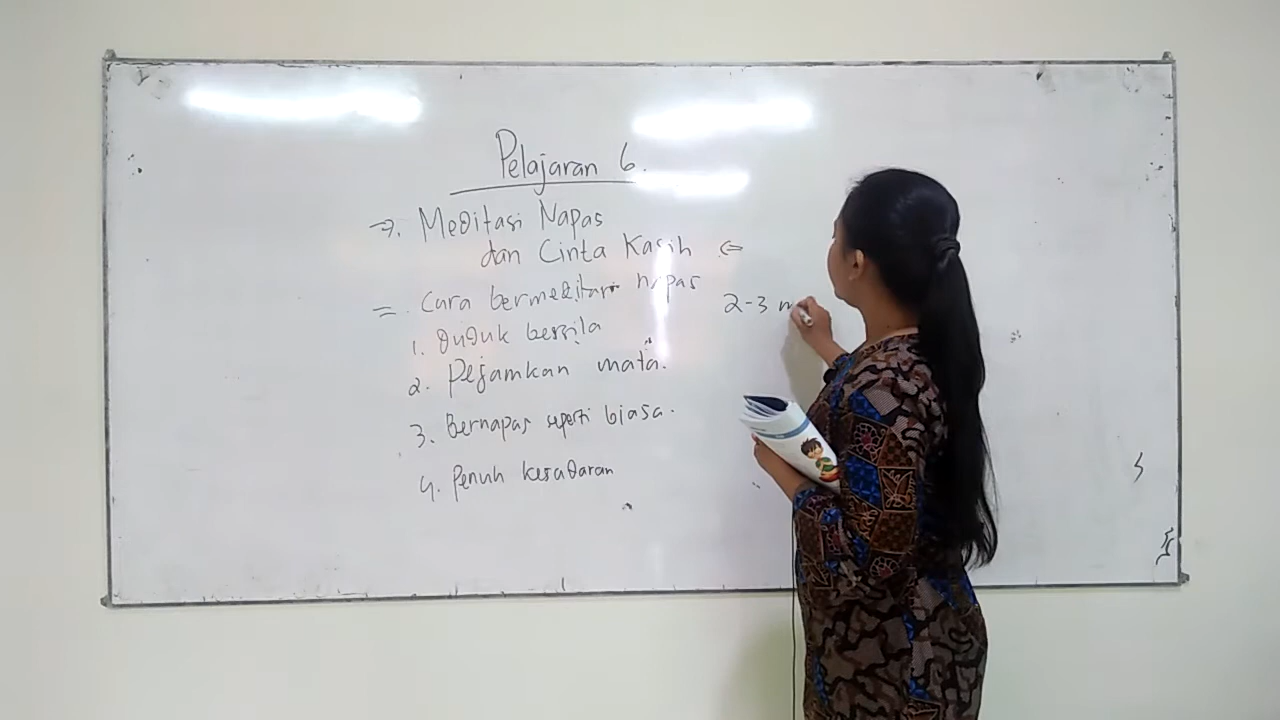 Pelajaran 6.
→. Meditasi Napas
dan Cinta Kasih ⇐
= Cara bermeditasi napas
1. Duduk bersila
2. Pejamkan mata.
3. Bernapas seperti biasa.
4. Penuh kesadaran
2-3 m